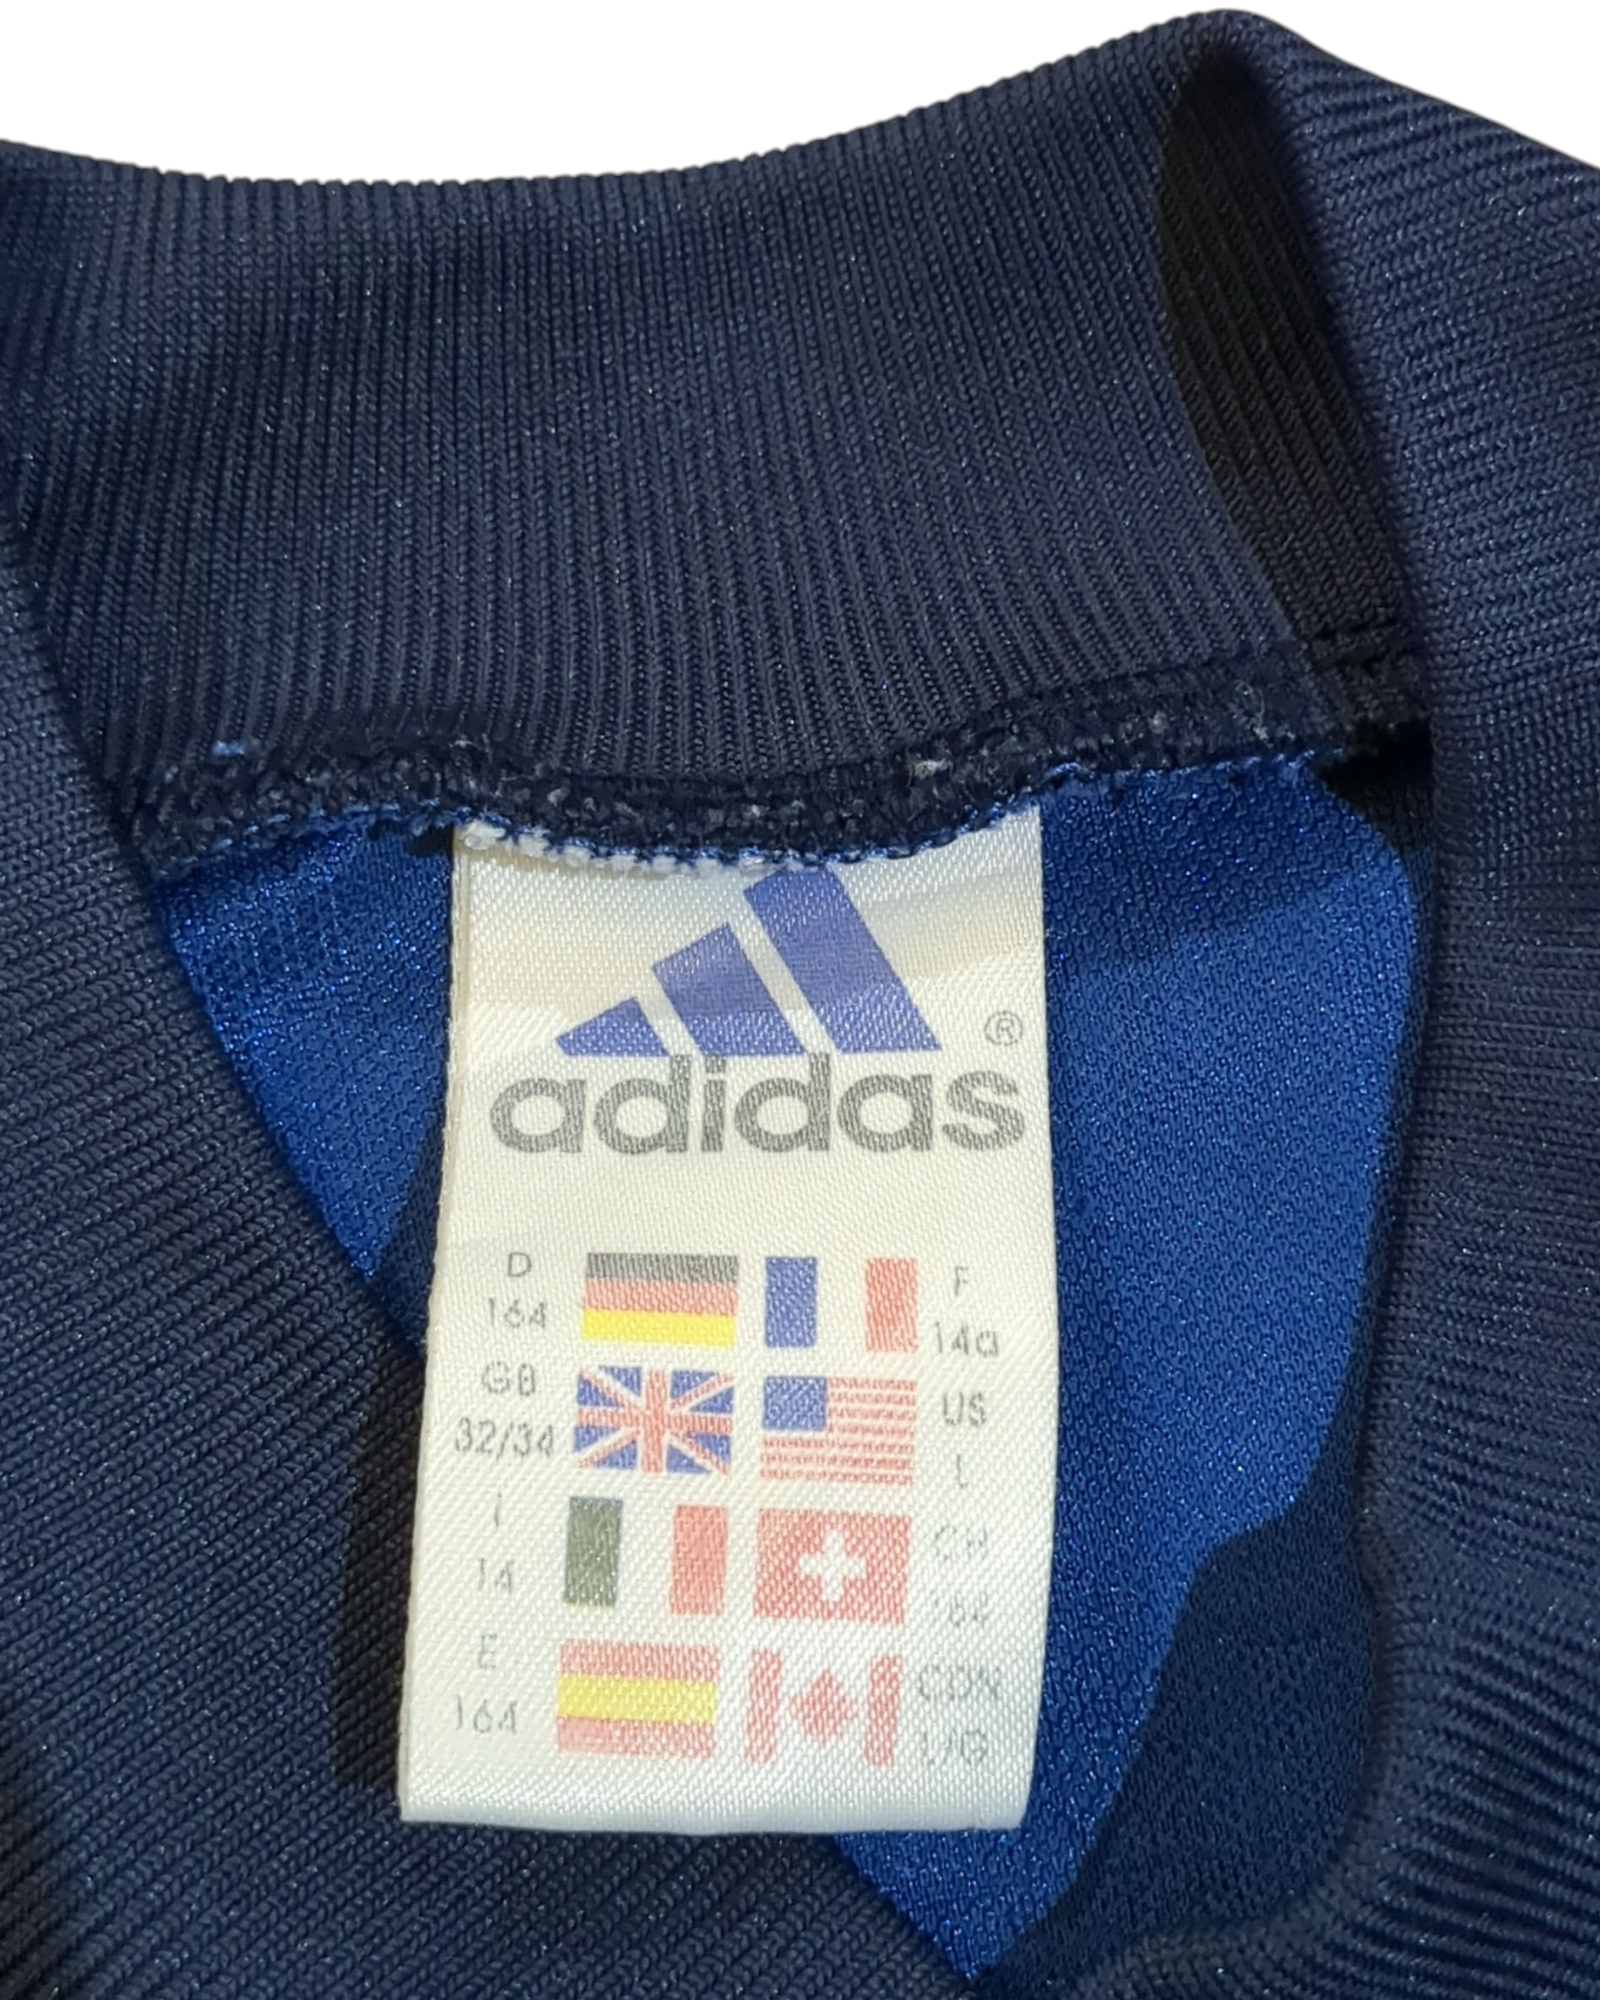 ®
adidas
D
164
F
14a
GB
32/34
US
L
I
14
CH
164
E
164
CDN
L/G